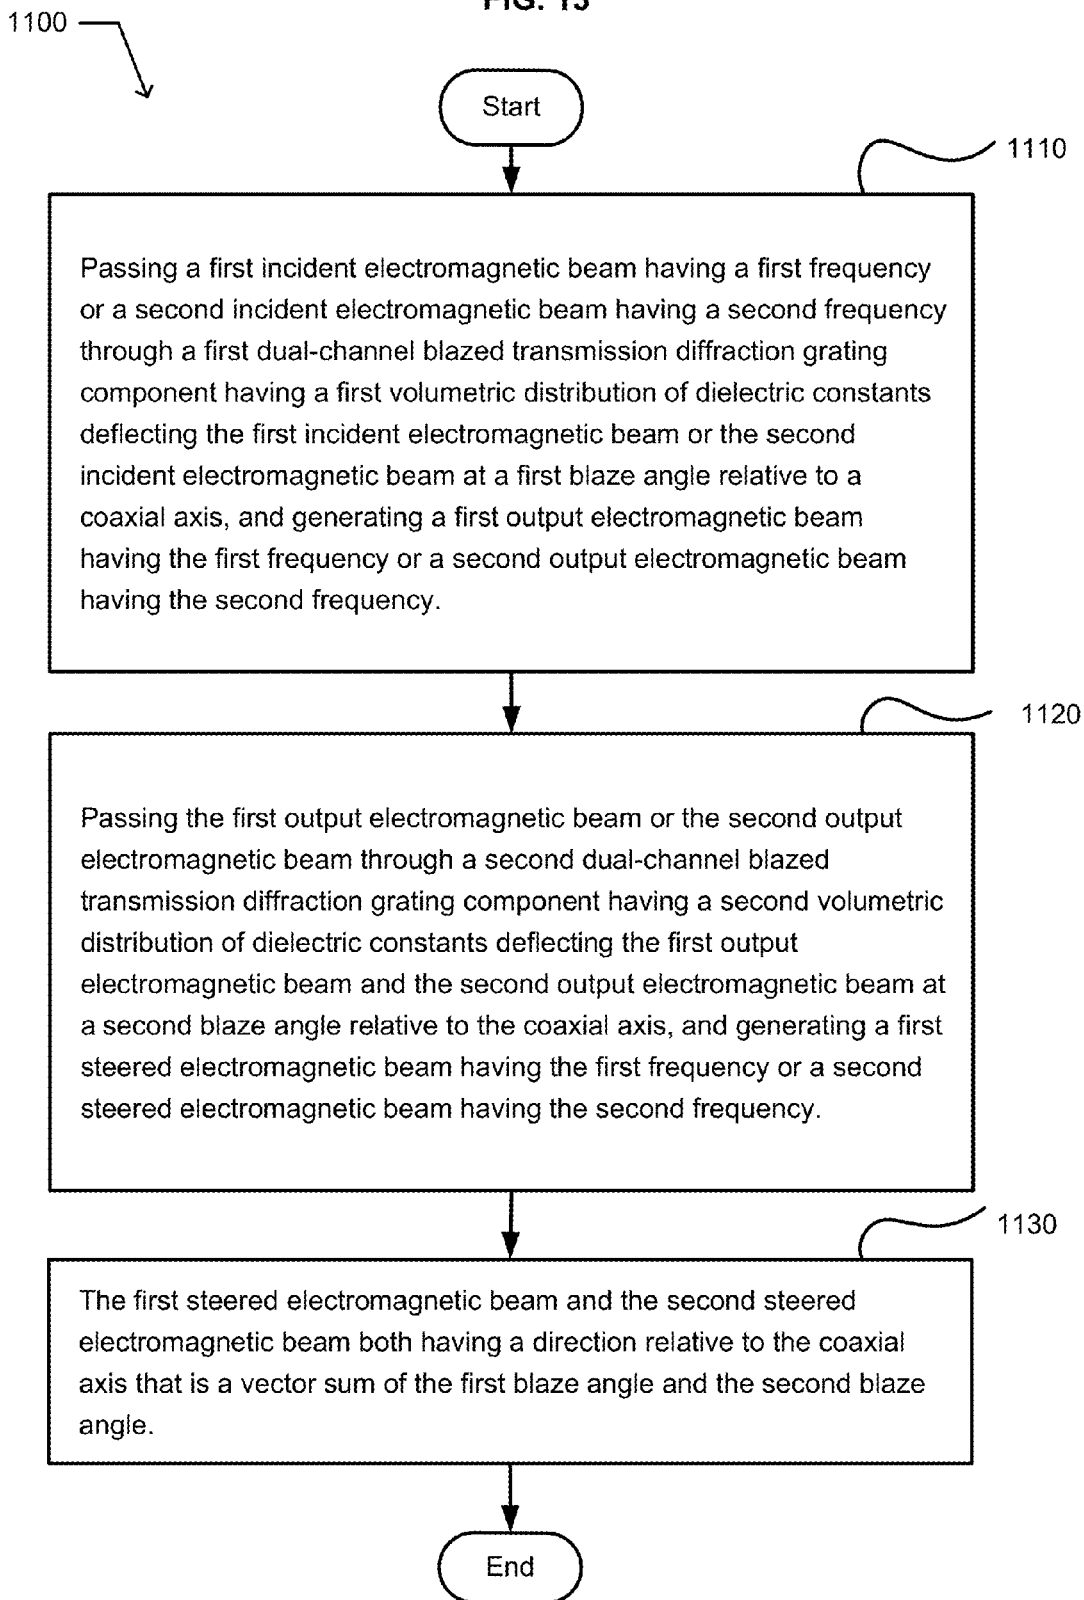 FIG. 13
1100
Start
1110
Passing a first incident electromagnetic beam having a first frequency
or a second incident electromagnetic beam having a second frequency
through a first dual-channel blazed transmission diffraction grating
component having a first volumetric distribution of dielectric constants
deflecting the first incident electromagnetic beam or the second
incident electromagnetic beam at a first blaze angle relative to a
coaxial axis, and generating a first output electromagnetic beam
having the first frequency or a second output electromagnetic beam
having the second frequency.
1120
Passing the first output electromagnetic beam or the second output
electromagnetic beam through a second dual-channel blazed
transmission diffraction grating component having a second volumetric
distribution of dielectric constants deflecting the first output
electromagnetic beam and the second output electromagnetic beam at
a second blaze angle relative to the coaxial axis, and generating a first
steered electromagnetic beam having the first frequency or a second
steered electromagnetic beam having the second frequency.
1130
The first steered electromagnetic beam and the second steered
electromagnetic beam both having a direction relative to the coaxial
axis that is a vector sum of the first blaze angle and the second blaze
angle.
End